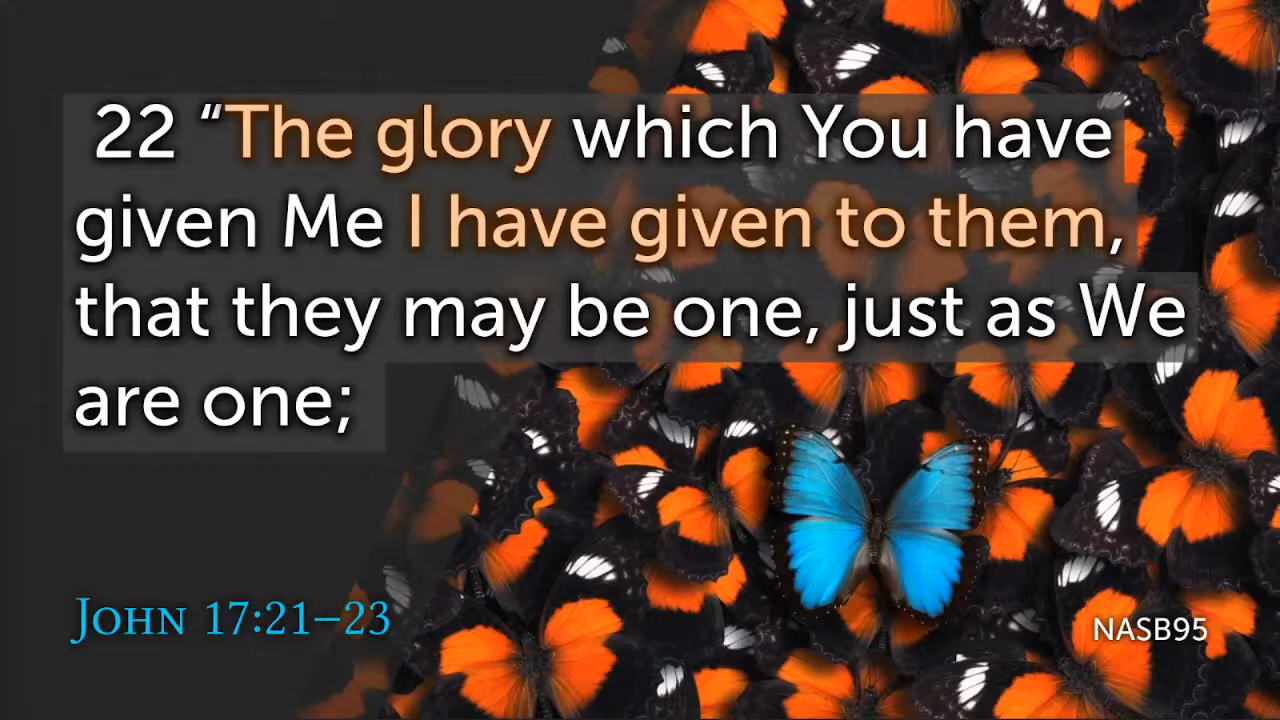 22 “The glory which You have
given Me I have given to them,
that they may be one, just as We
are one;
John 17:21–23
NASB95